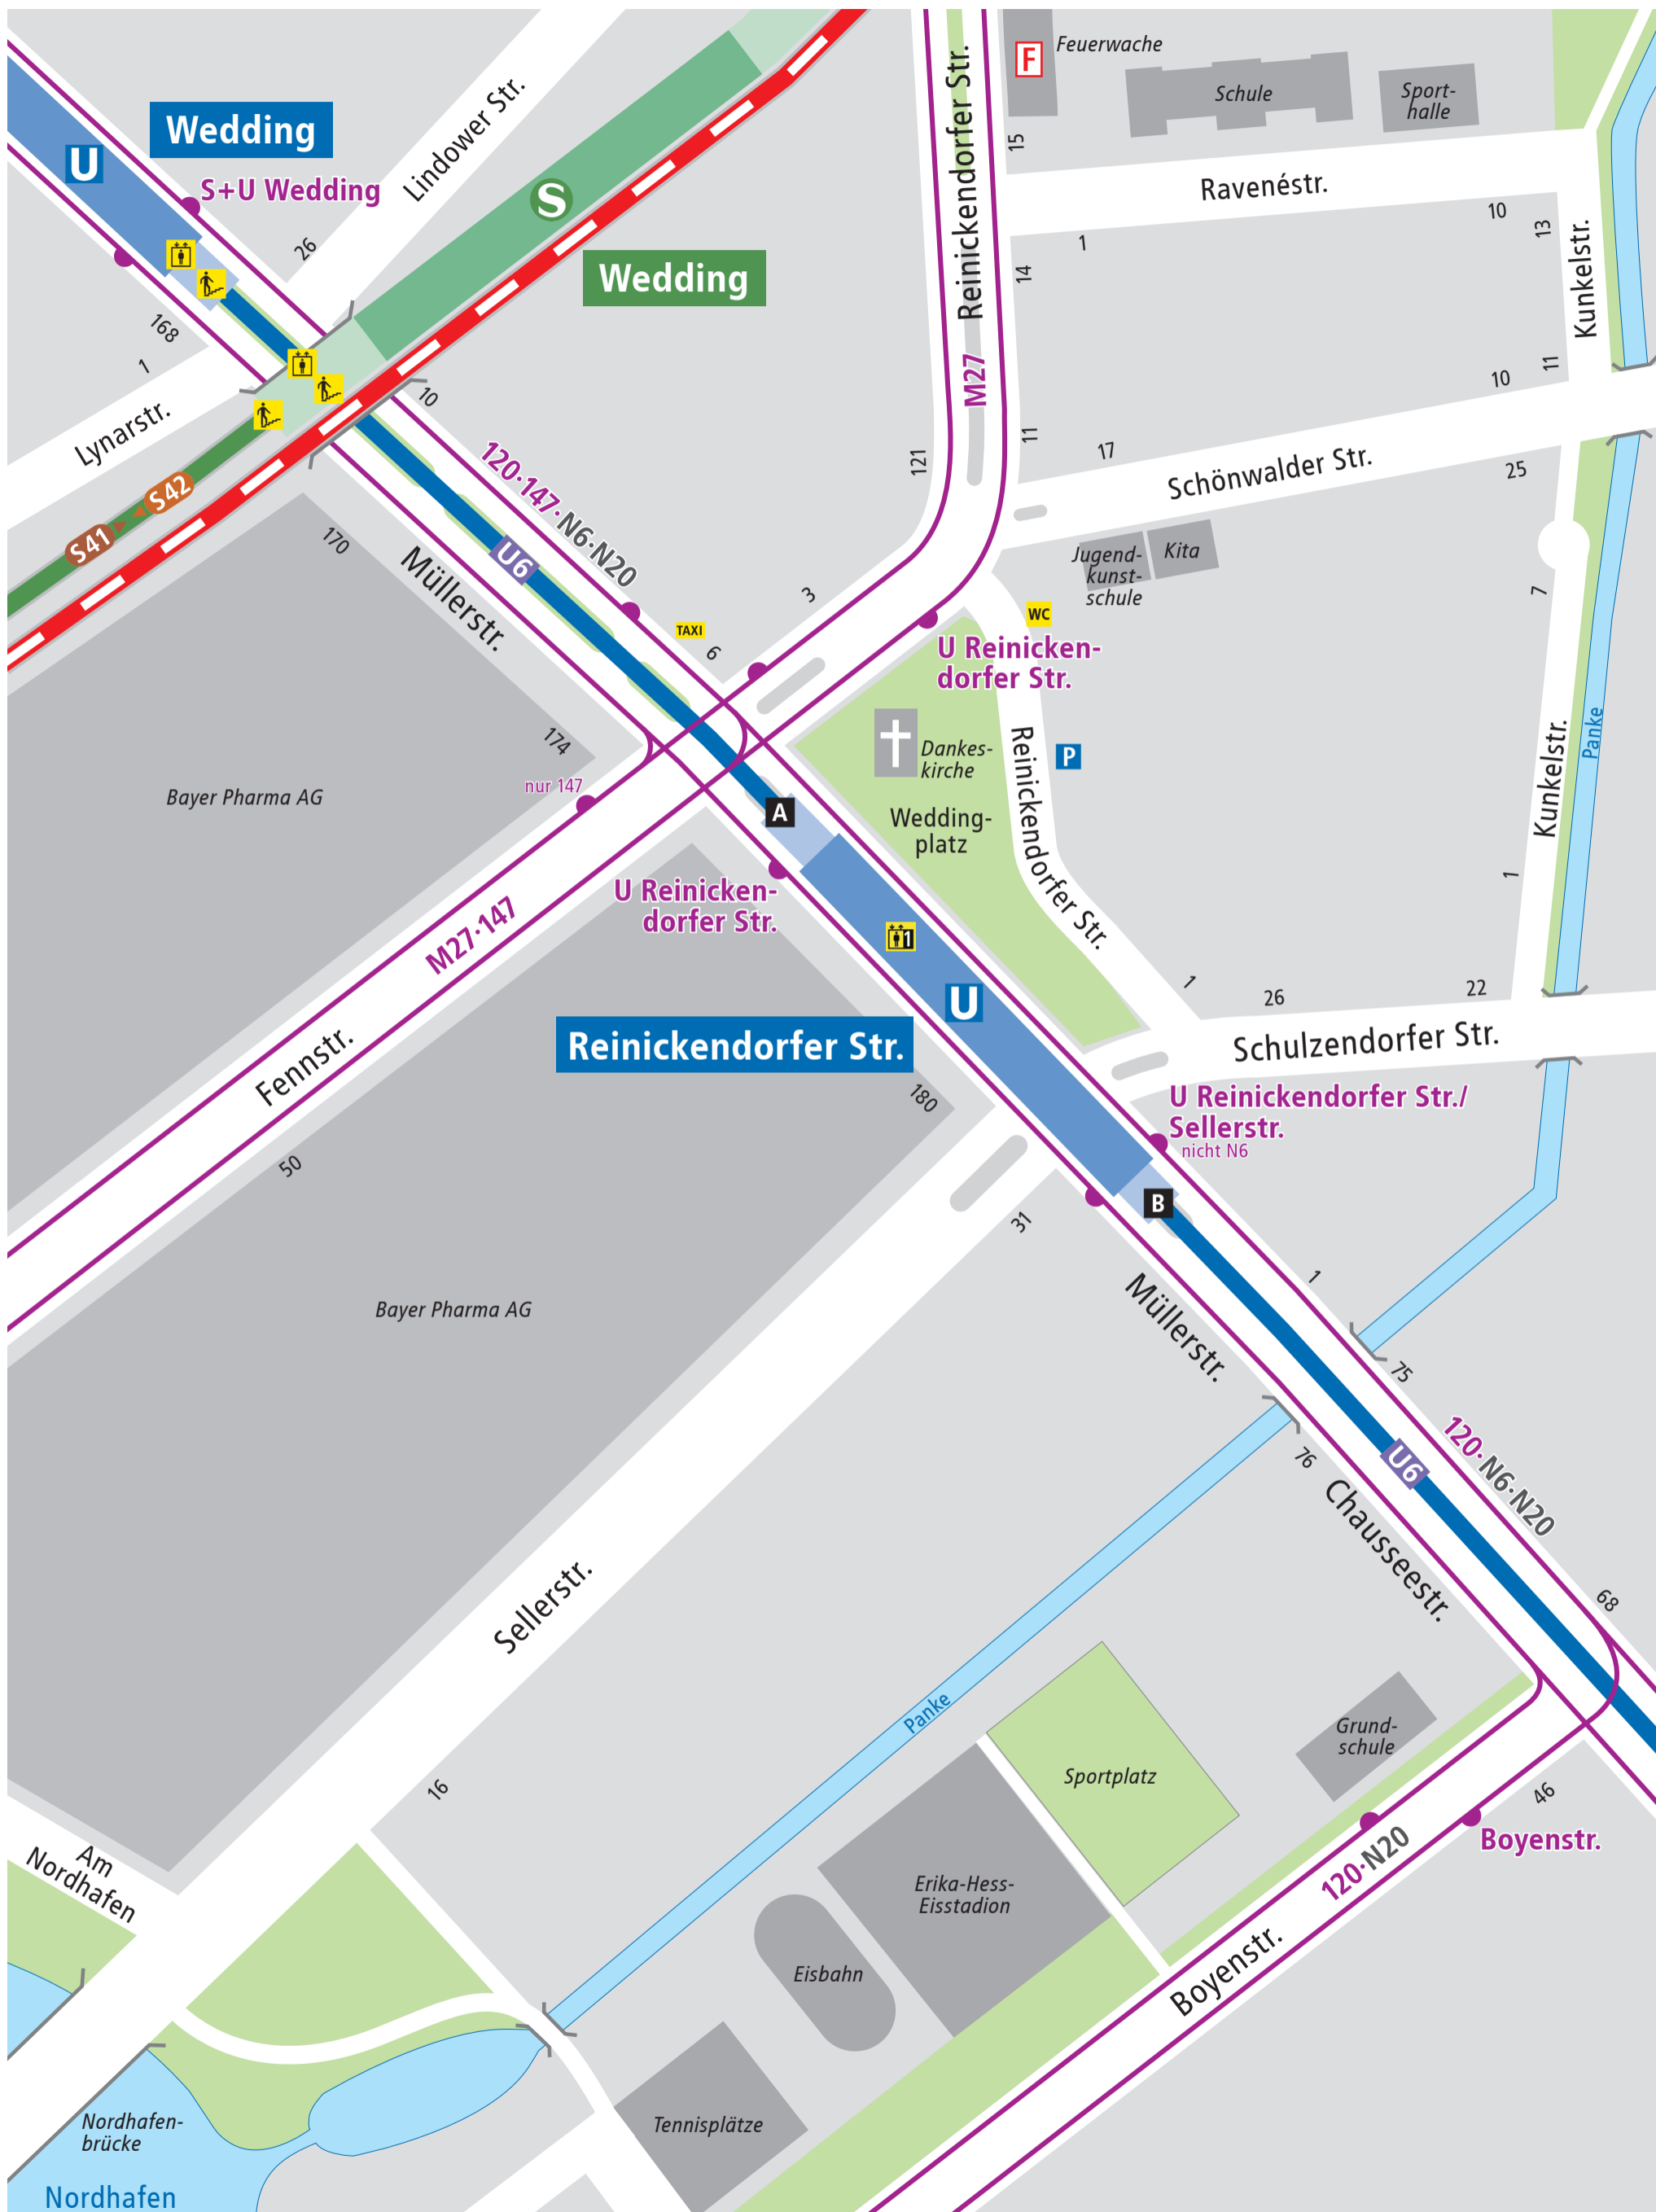 Feuerwache
F
Schule
Sport-
halle
Wedding
U
S+U Wedding
Lindower Str.
S
Wedding
Reinickendorfer Str.
15
Ravenéstr.
10
13
Kunkelstr.
1
14
26
168
1
Lynarstr.
10
M27
11
10
11
121
17
Schönwalder Str.
25
S42
S41
170
Müllerstr.
U6
120·147·N6·N20
Jugend-
kunst-
schule
Kita
7
3
WC
TAXI
6
U Reinicken-
dorfer Str.
174
Bayer Pharma AG
nur 147
Dankes-
kirche
Reinickendorfer Str.
P
Panke
Kunkelstr.
A
Wedding-
platz
1
U Reinicken-
dorfer Str.
M27·147
1
U
1
26
22
Reinickendorfer Str.
Schulzendorfer Str.
Fennstr.
180
U Reinickendorfer Str./
Sellerstr.
nicht N6
50
B
31
1
Müllerstr.
Bayer Pharma AG
75
76
U6
120·N6·N20
Chausseestr.
Sellerstr.
68
Panke
Grund-
schule
Sportplatz
16
46
Boyenstr.
120·N20
Am
Nordhafen
Erika-Hess-
Eisstadion
Eisbahn
Boyenstr.
Nordhafen-
brücke
Tennisplätze
Nordhafen